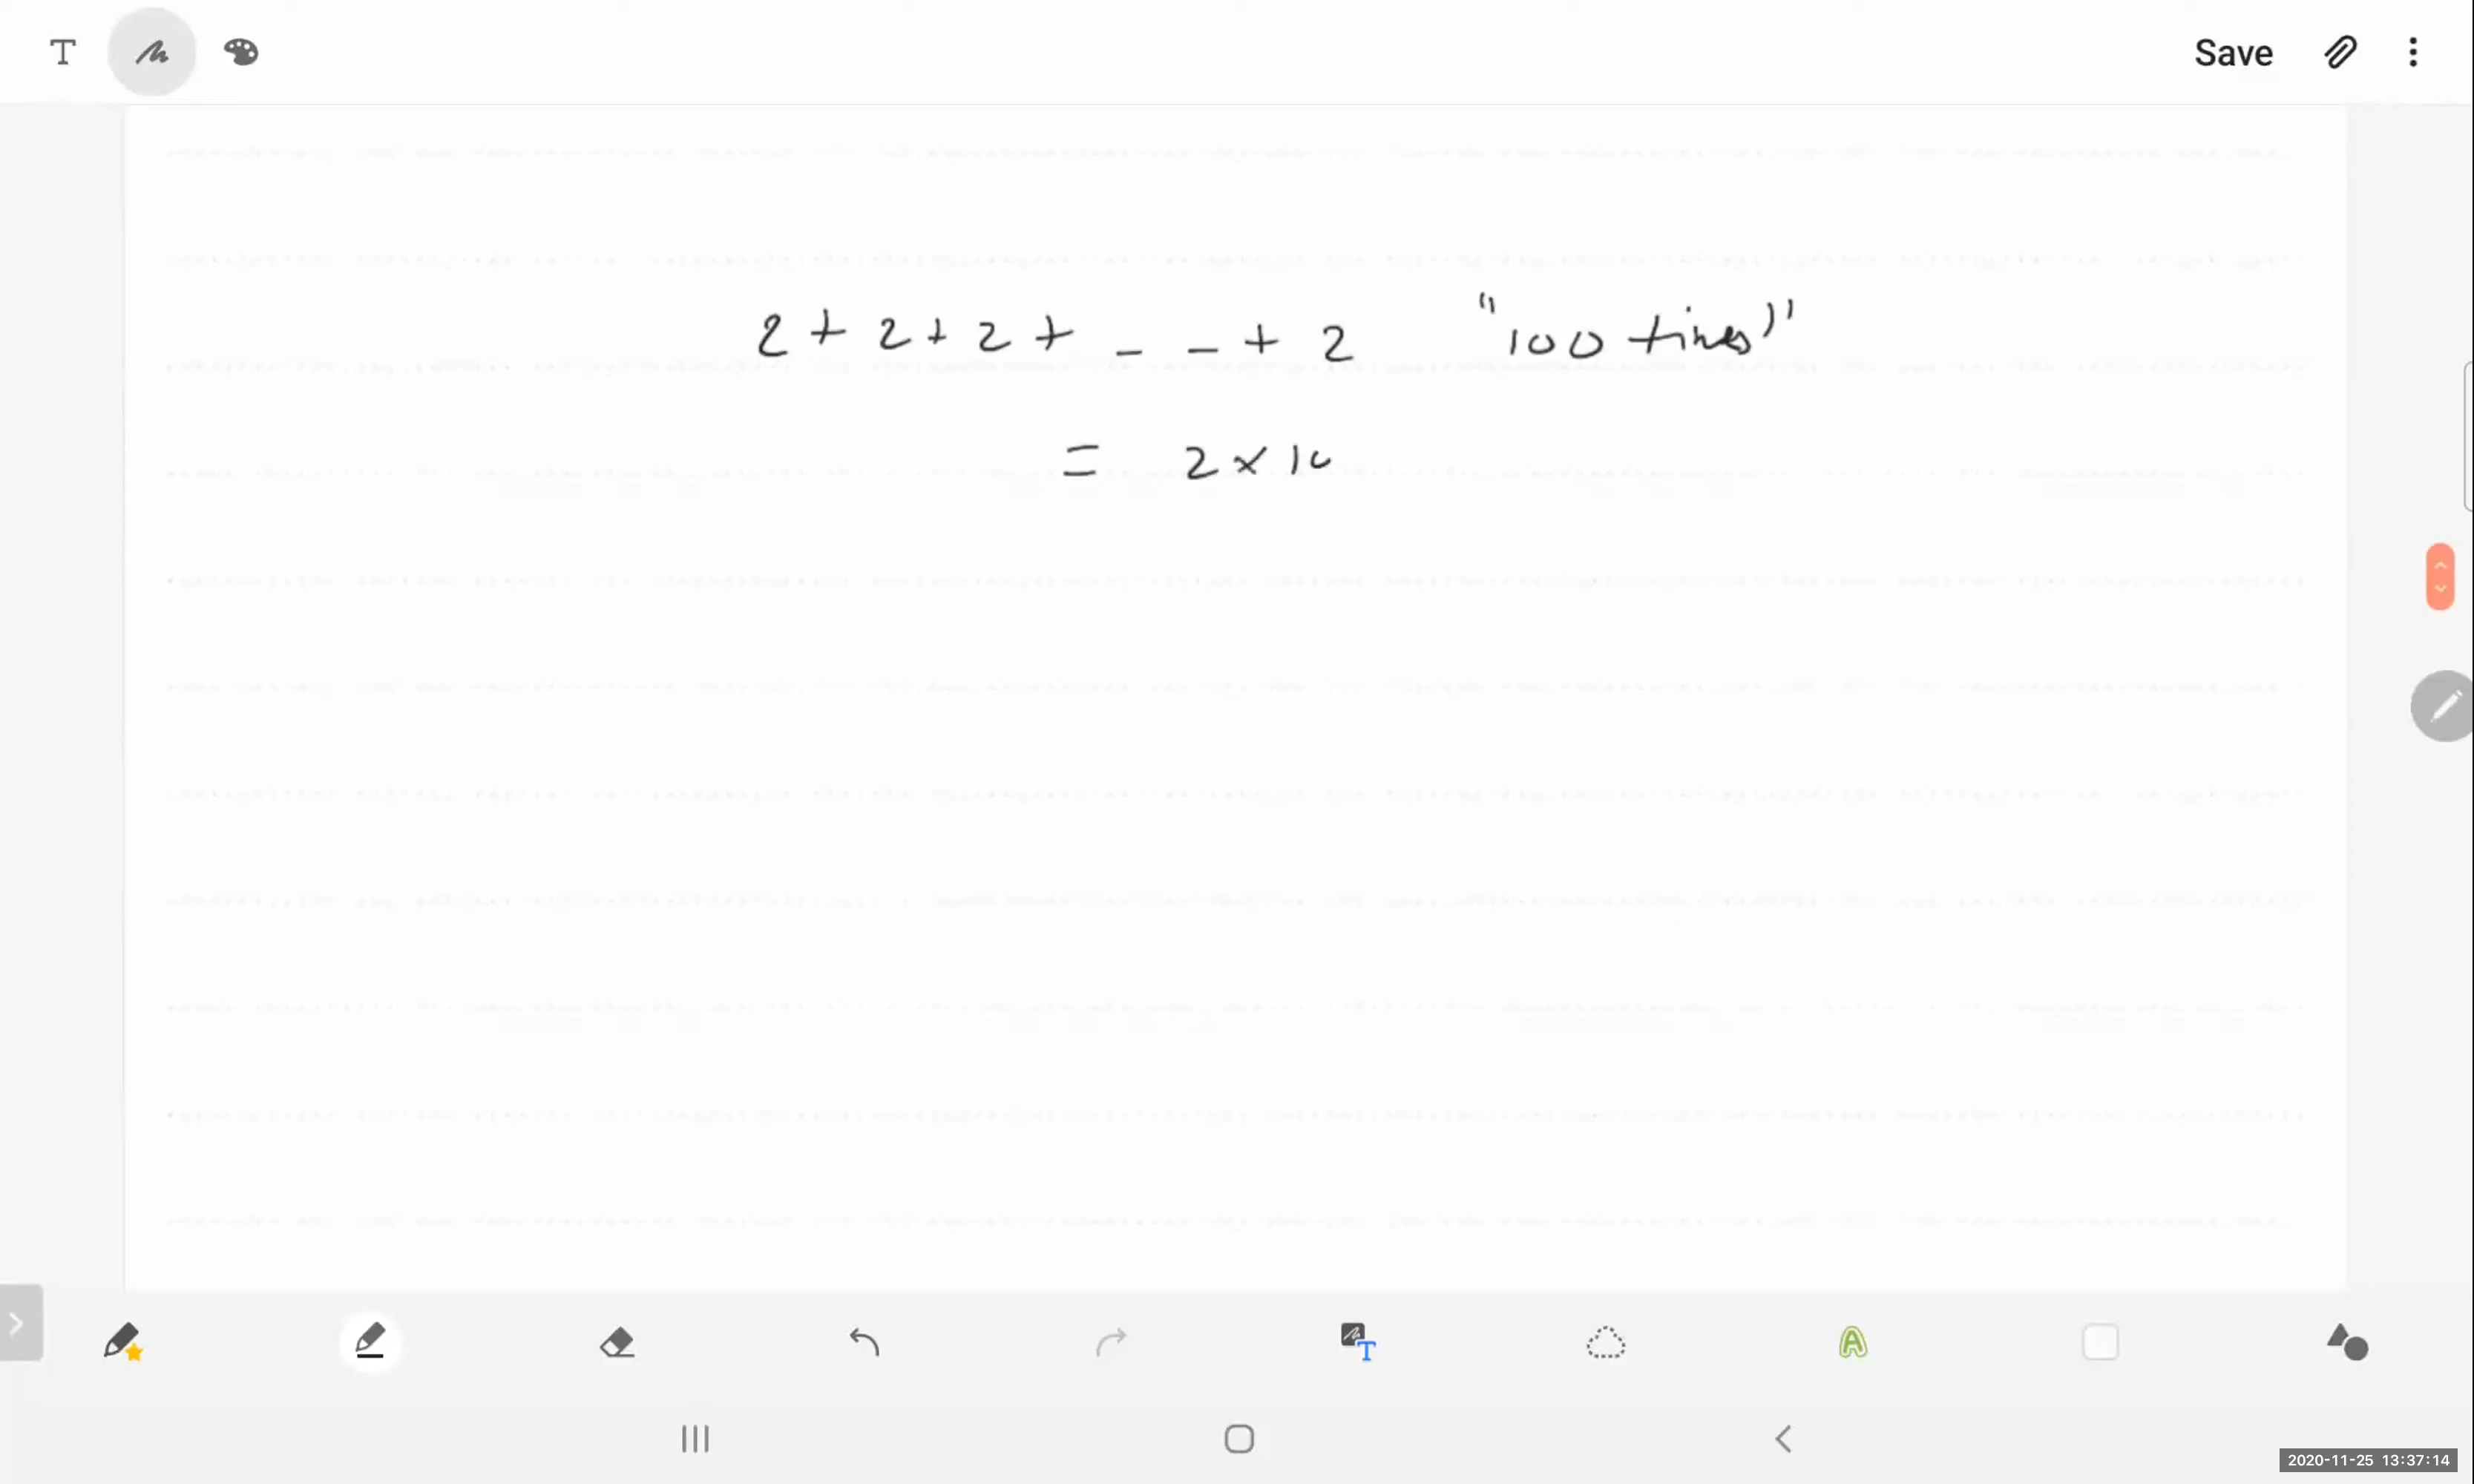 Save
2 + 2 + 2 + _ _ + 2 "100 times"
= 2 × 10
2020-11-25 13:37:14